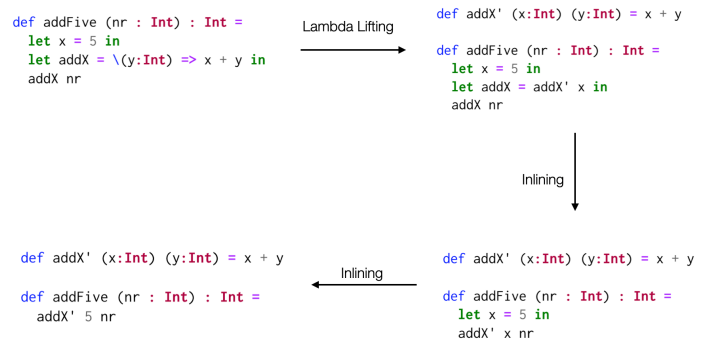 def addFive (nr : Int) : Int =
let x = 5 in
let addX = \(y:Int) => x + y in
addX nr
Lambda Lifting
def addX' (x:Int) (y:Int) = x + y
def addFive (nr : Int) : Int =
let x = 5 in
let addX = addX' x in
addX nr
Inlining
def addX' (x:Int) (y:Int) = x + y
def addFive (nr : Int) : Int =
let x = 5 in
addX' x nr
Inlining
def addX' (x:Int) (y:Int) = x + y
def addFive (nr : Int) : Int =
addX' 5 nr